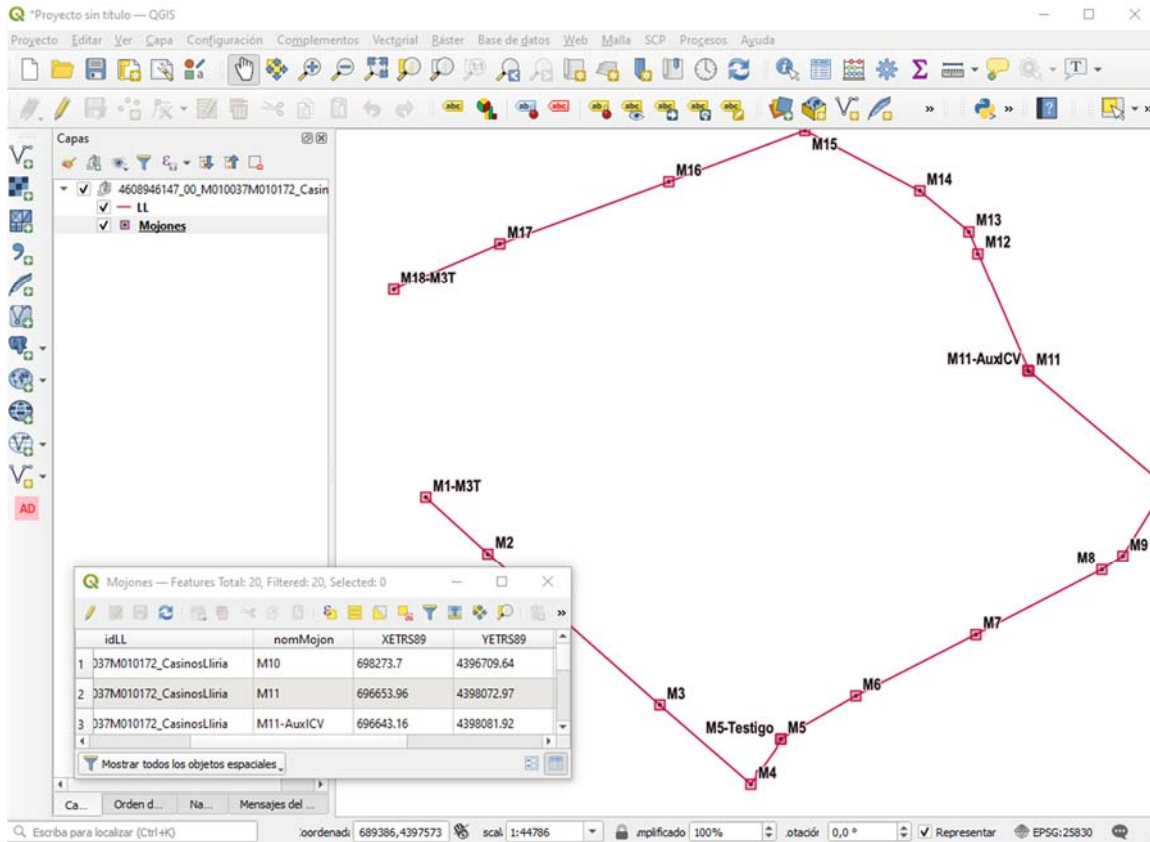 *Proyecto sin título — QGIS
Proyecto Editar Ver Capa Configuración Complementos Vectorial Ráster Base de datos Web Malla SCP Procesos Ayuda
Capas
4608946147_00_M010037M010172_Casin
LL
Mojones
M15
M16
M14
M17
M13
M12
M18-M3T
M11-AuxICV
M11
M1-M3T
M2
M9
M8
M7
M6
M3
M5-Testigo
M5
M4
Mojones — Features Total: 20, Filtered: 20, Selected: 0
idLL nomMojon XETRS89 YETRS89
1 037M010172_CasinosLliria M10 698273.7 4396709.64
2 037M010172_CasinosLliria M11 696653.96 4398072.97
3 037M010172_CasinosLliria M11-AuxICV 696643.16 4398081.92
Mostrar todos los objetos espaciales
Ca... Orden d... Na... Mensajes del ...
Escriba para localizar (Ctrl+K) :oordenada 689386,4397573 scal 1:44786 mplificado 100% otación 0,0 ° Representar EPSG:25830
AD